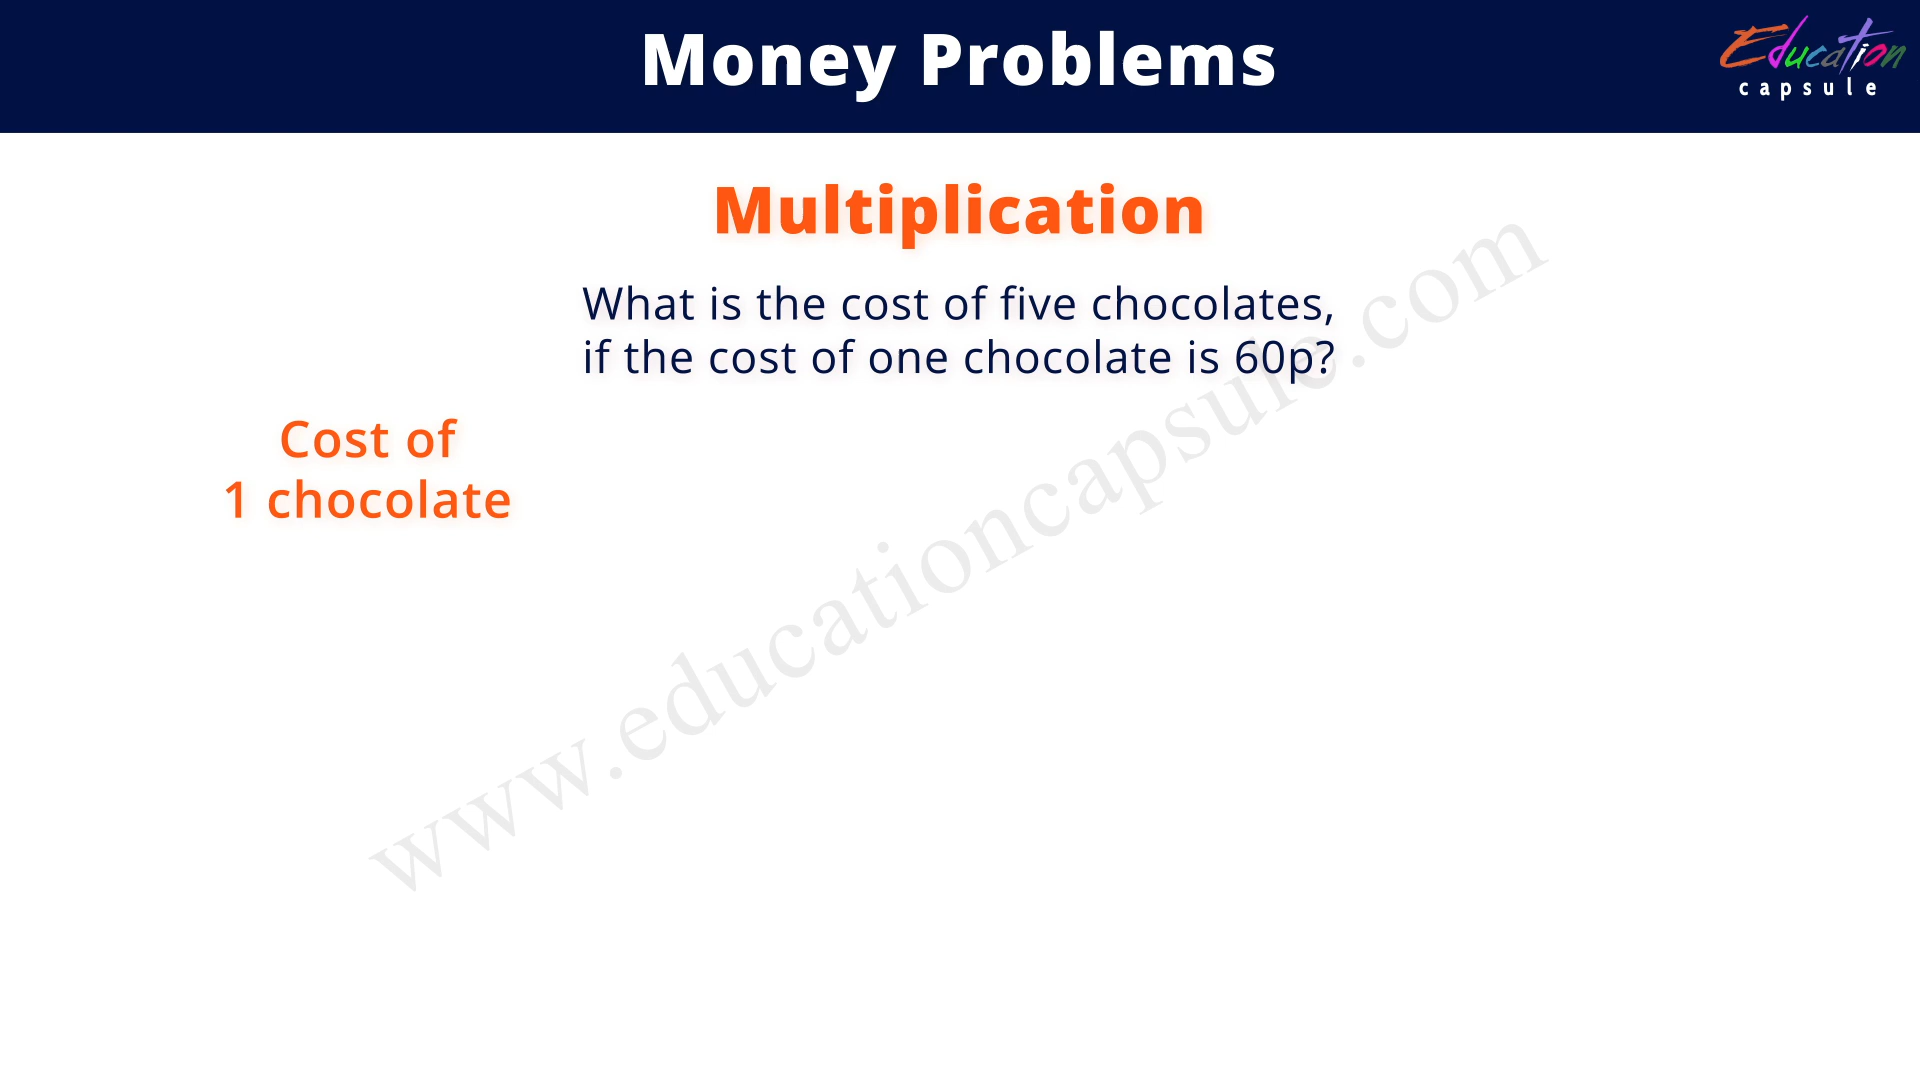 Money Problems
Education
capsule
Multiplication
What is the cost of five chocolates,
if the cost of one chocolate is 60p?
Cost of
1 chocolate
www.educationcapsule.com